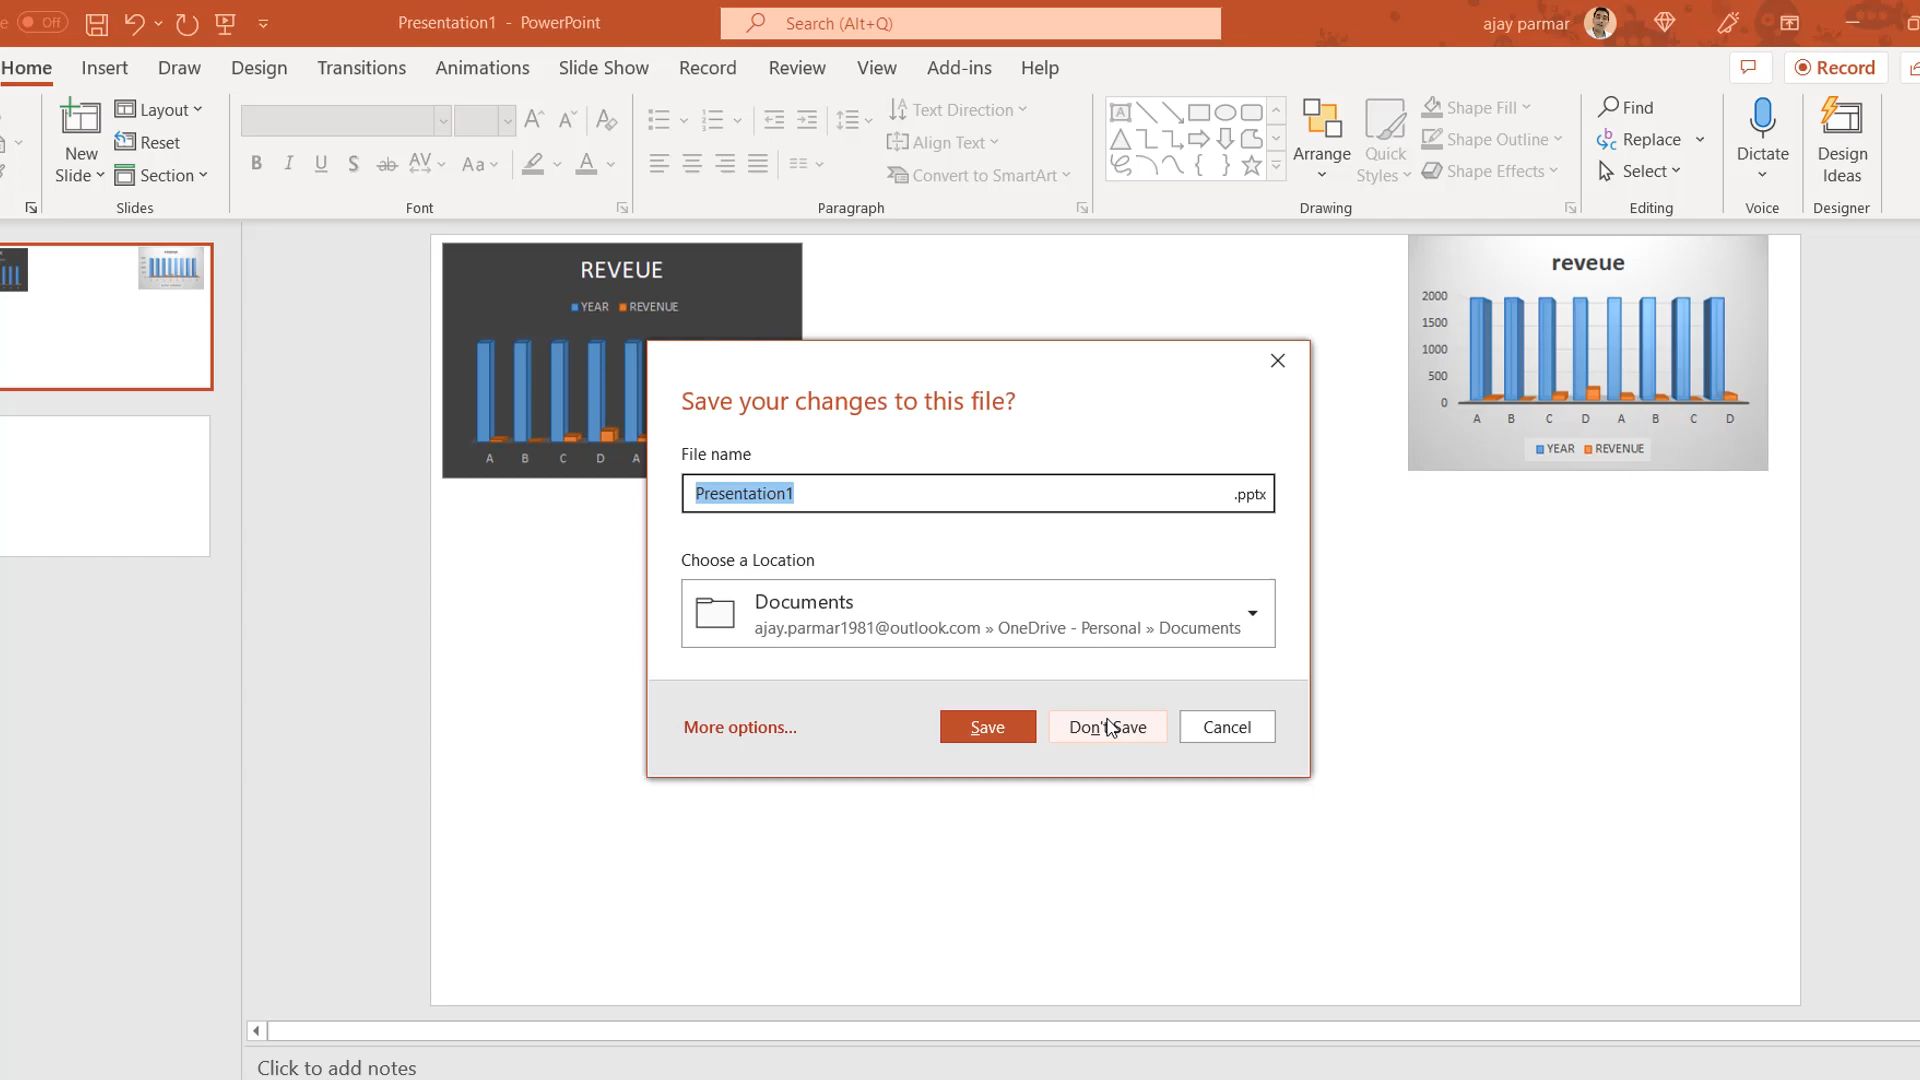 e Off Presentation1 - PowerPoint Search (Alt+Q) ajay parmar
Home Insert Draw Design Transitions Animations Slide Show Record Review View Add-ins Help Record
New Slide
Layout
Reset
Section
Slides
B I U S ab AV Aa A
Font
Text Direction
Align Text
Convert to SmartArt
Paragraph
Arrange
Quick Styles
Shape Fill
Shape Outline
Shape Effects
Drawing
Find
Replace
Select
Editing
Dictate
Voice
Design Ideas
Designer
REVEUE
YEAR REVENUE
A B C D A
reveue
2000
1500
1000
500
0
A B C D A B C D
YEAR REVENUE
Save your changes to this file?
File name
Presentation1 .pptx
Choose a Location
Documents
ajay.parmar1981@outlook.com » OneDrive - Personal » Documents
More options... Save Don't Save Cancel
Click to add notes